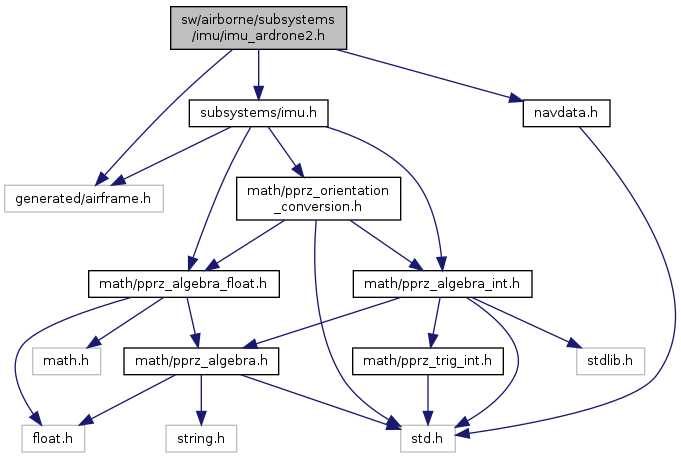 sw/airborne/subsystems
/imu/imu_ardrone2.h
subsystems/imu.h
navdata.h
generated/airframe.h
math/pprz_orientation
_conversion.h
math/pprz_algebra_float.h
math/pprz_algebra_int.h
math.h
math/pprz_algebra.h
math/pprz_trig_int.h
stdlib.h
float.h
string.h
std.h